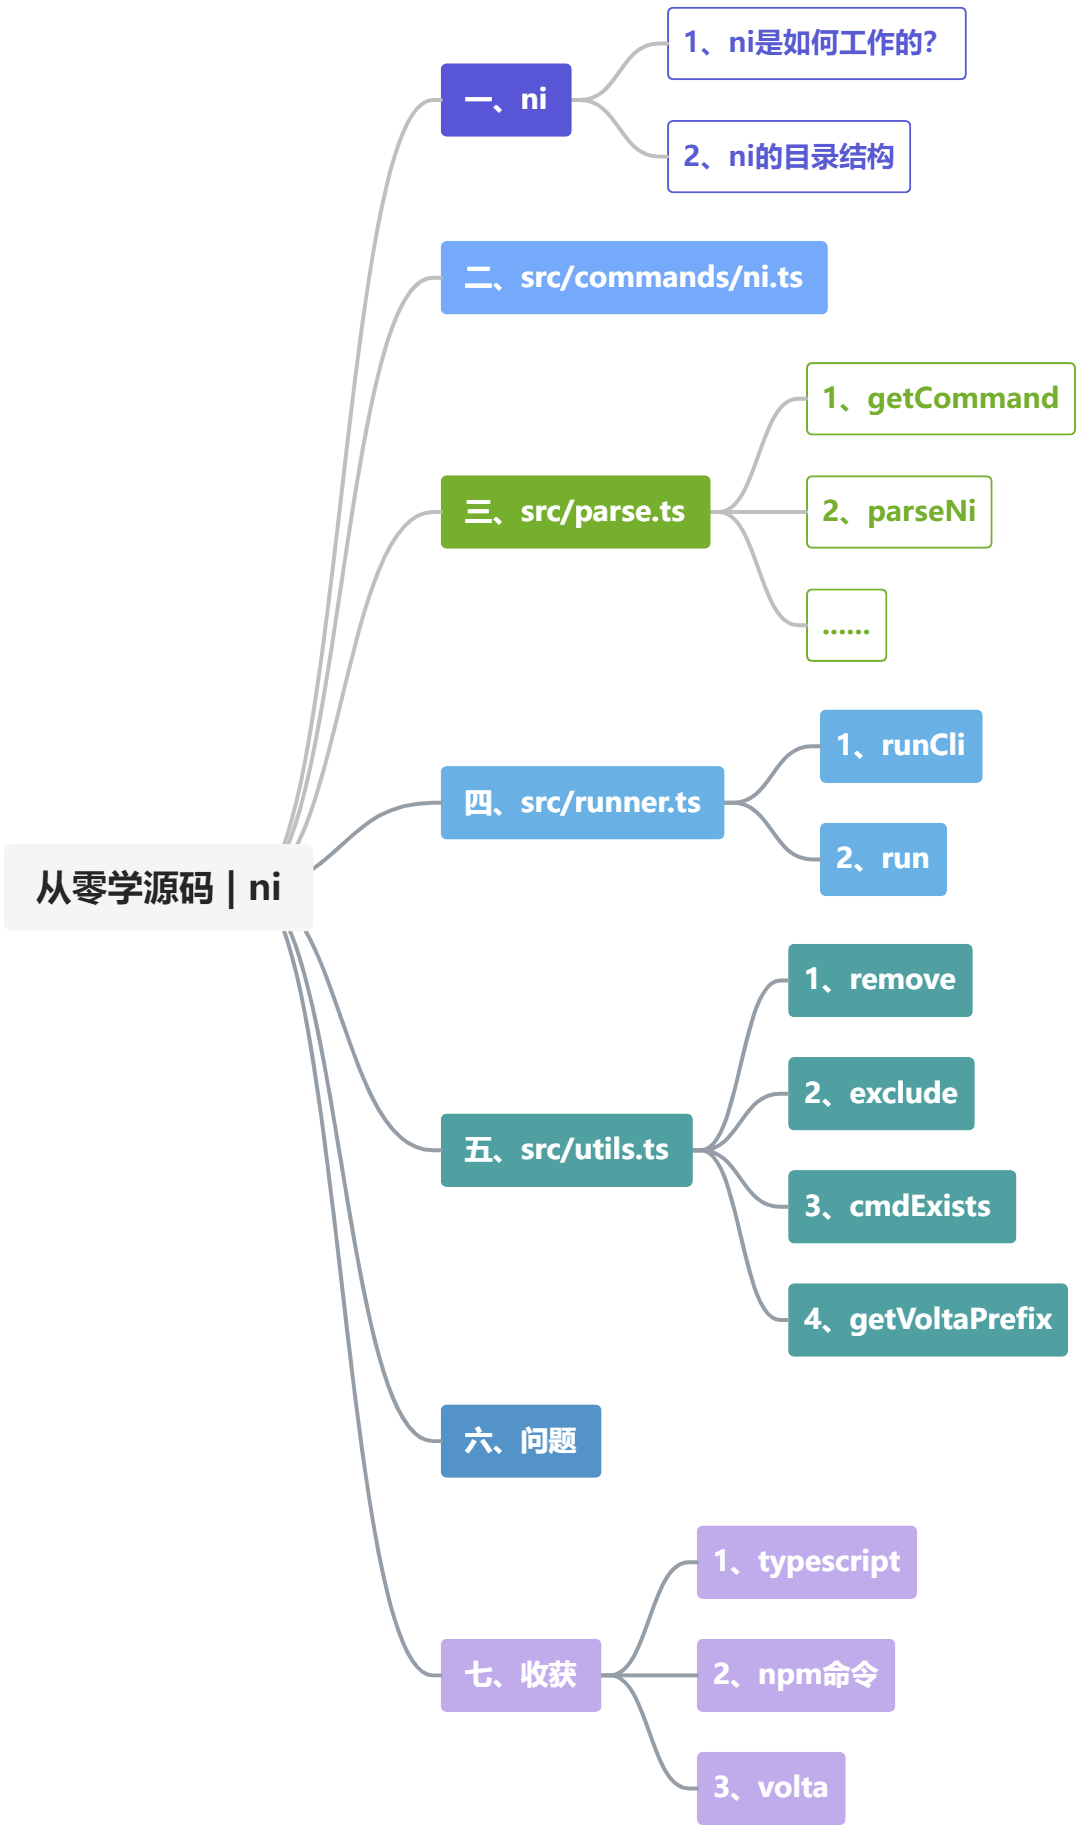 从零学源码 | ni
一、ni
1、ni是如何工作的?
2、ni的目录结构
二、src/commands/ni.ts
三、src/parse.ts
1、getCommand
2、parseNi
......
四、src/runner.ts
1、runCli
2、run
五、src/utils.ts
1、remove
2、exclude
3、cmdExists
4、getVoltaPrefix
六、问题
七、收获
1、typescript
2、npm命令
3、volta